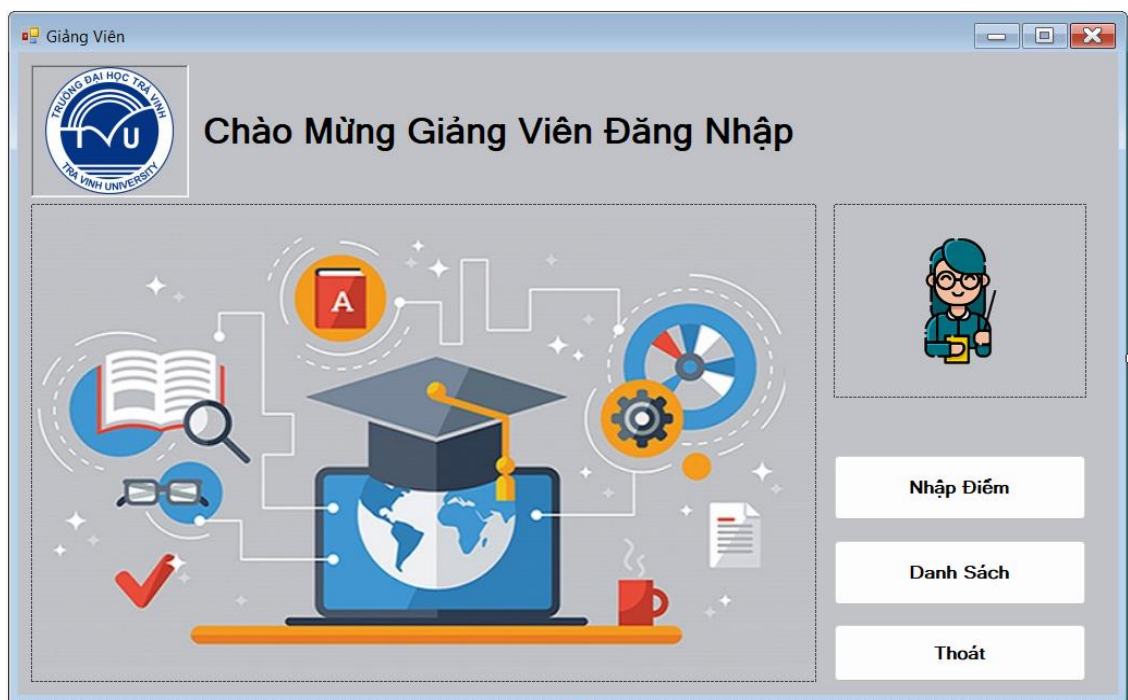 Giảng Viên
TRƯỜNG ĐẠI HỌC TRÀ VINH
TVU
TRA VINH UNIVERSITY
Chào Mừng Giảng Viên Đăng Nhập
A
Nhập Điểm
Danh Sách
Thoát